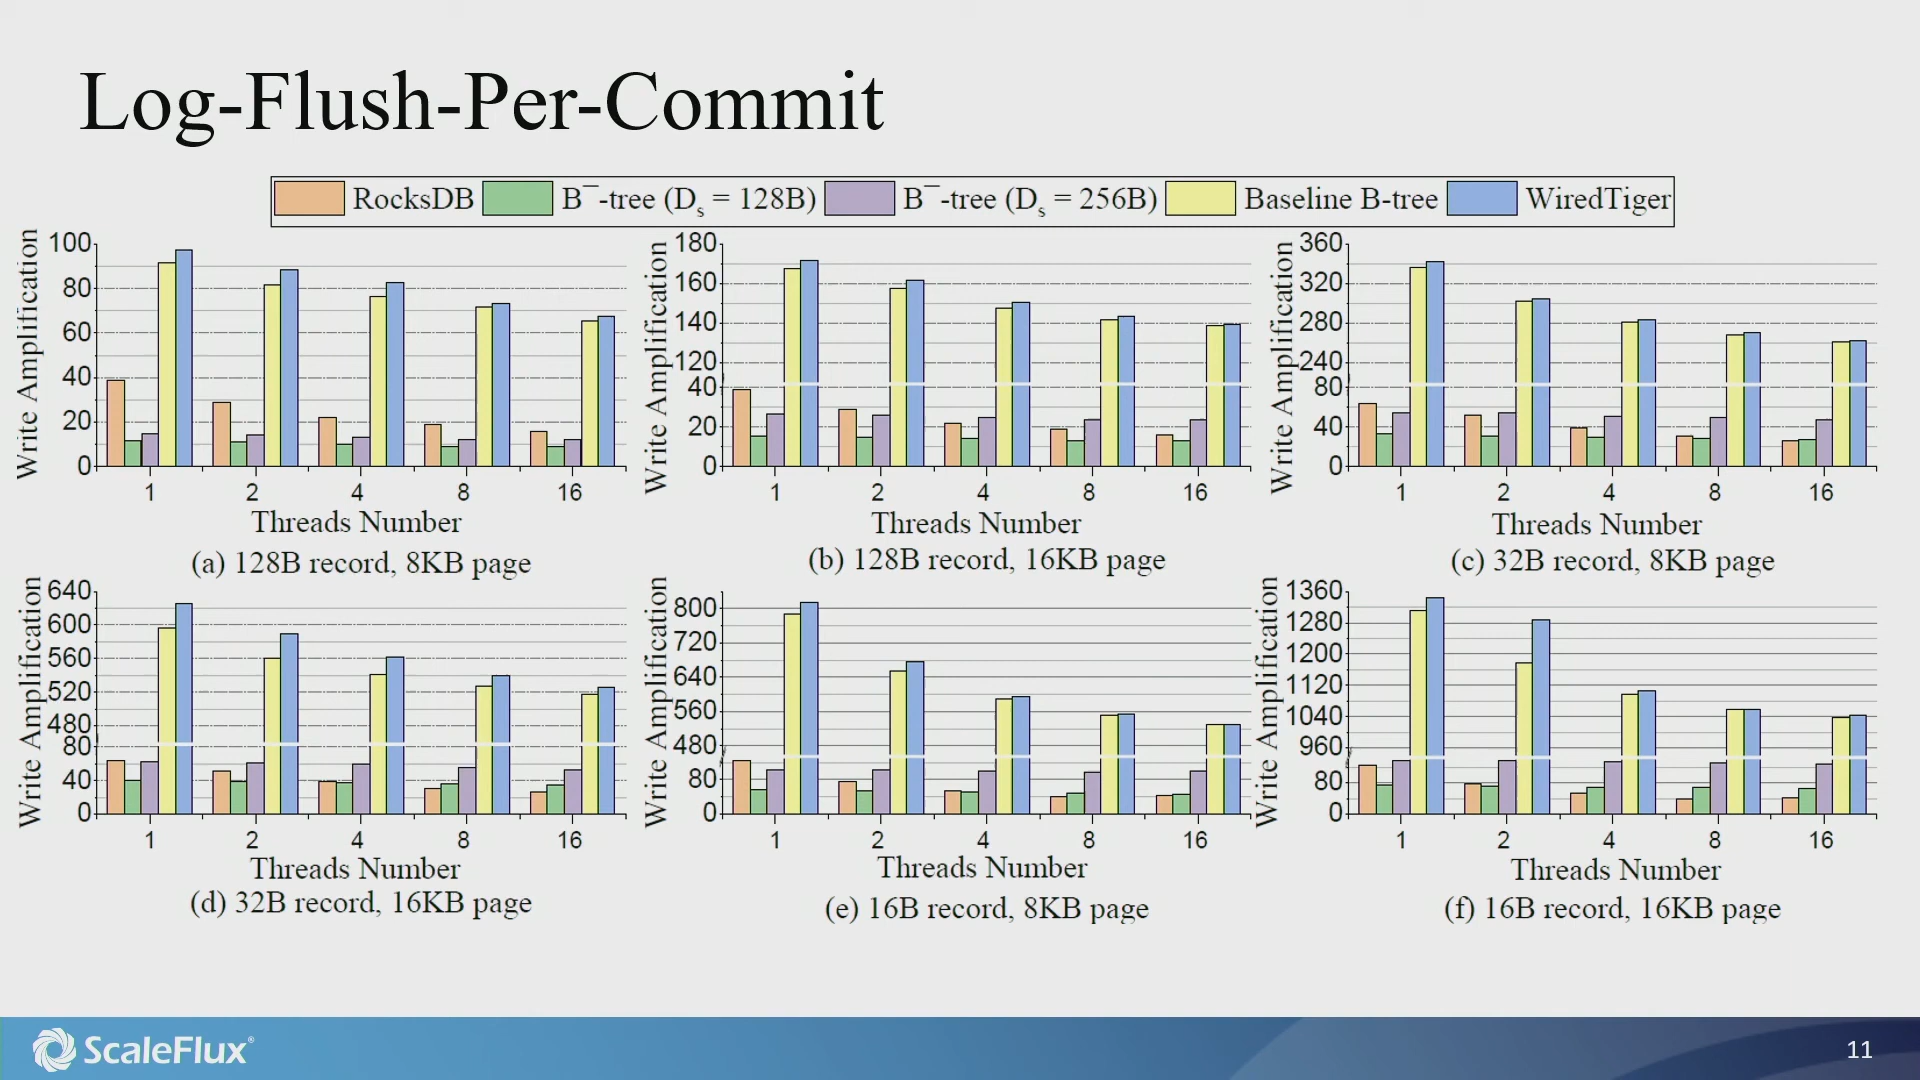 Log-Flush-Per-Commit
RocksDB B¯-tree (Dₛ = 128B) B¯-tree (Dₛ = 256B) Baseline B-tree WiredTiger
Write Amplification
100
80
60
40
20
0
1 2 4 8 16
Threads Number
(a) 128B record, 8KB page
Write Amplification
180
160
140
120
40
20
0
1 2 4 8 16
Threads Number
(b) 128B record, 16KB page
Write Amplification
360
320
280
240
80
40
0
1 2 4 8 16
Threads Number
(c) 32B record, 8KB page
Write Amplification
640
600
560
520
480
80
40
0
1 2 4 8 16
Threads Number
(d) 32B record, 16KB page
Write Amplification
800
720
640
560
480
80
0
1 2 4 8 16
Threads Number
(e) 16B record, 8KB page
Write Amplification
1360
1280
1200
1120
1040
960
80
0
1 2 4 8 16
Threads Number
(f) 16B record, 16KB page
ScaleFlux®
11